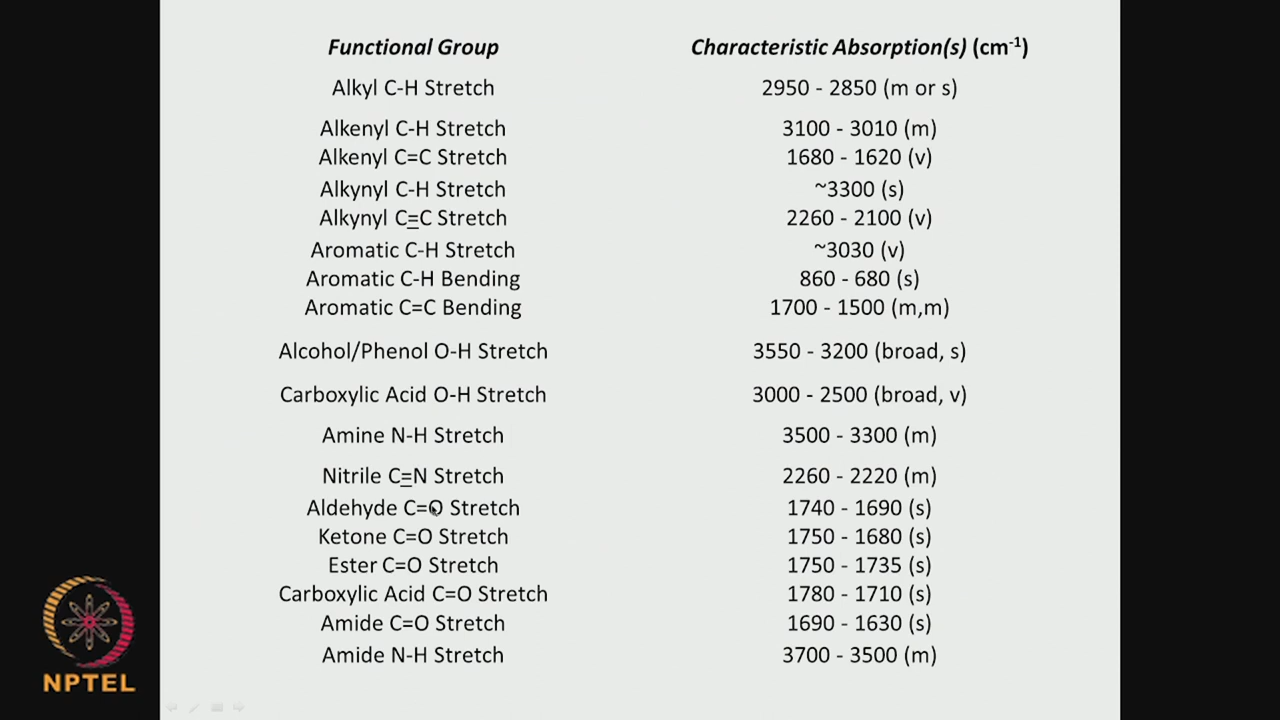 Functional Group Characteristic Absorption(s) (cm-1)
Alkyl C-H Stretch 2950 - 2850 (m or s)
Alkenyl C-H Stretch 3100 - 3010 (m)
Alkenyl C=C Stretch 1680 - 1620 (v)
Alkynyl C-H Stretch ~3300 (s)
Alkynyl C≡C Stretch 2260 - 2100 (v)
Aromatic C-H Stretch ~3030 (v)
Aromatic C-H Bending 860 - 680 (s)
Aromatic C=C Bending 1700 - 1500 (m,m)
Alcohol/Phenol O-H Stretch 3550 - 3200 (broad, s)
Carboxylic Acid O-H Stretch 3000 - 2500 (broad, v)
Amine N-H Stretch 3500 - 3300 (m)
Nitrile C≡N Stretch 2260 - 2220 (m)
Aldehyde C=O Stretch 1740 - 1690 (s)
Ketone C=O Stretch 1750 - 1680 (s)
Ester C=O Stretch 1750 - 1735 (s)
Carboxylic Acid C=O Stretch 1780 - 1710 (s)
Amide C=O Stretch 1690 - 1630 (s)
Amide N-H Stretch 3700 - 3500 (m)
NPTEL